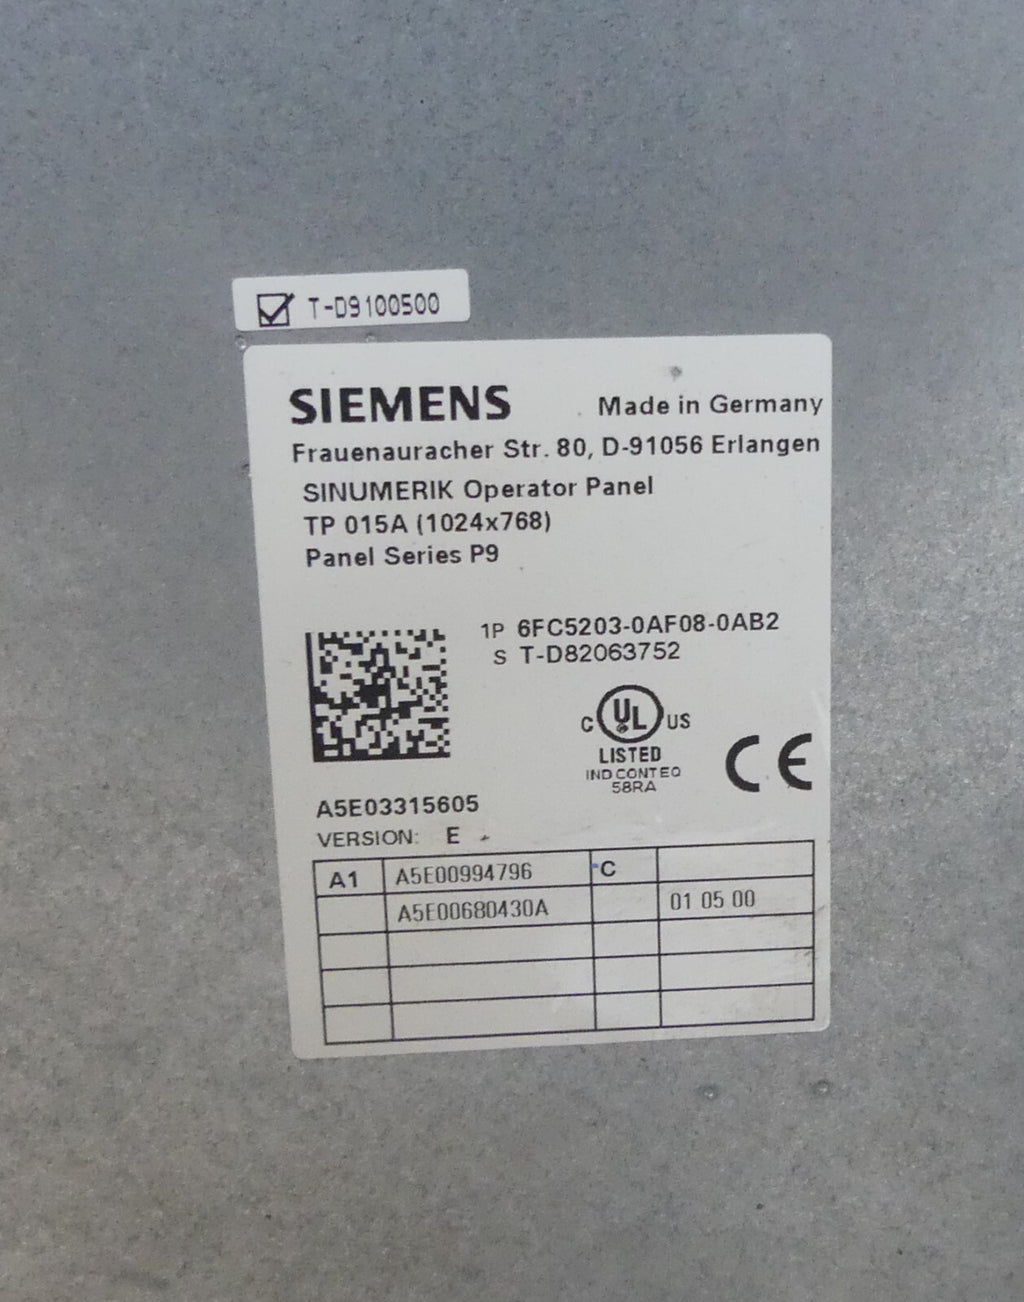 T-D9100500
SIEMENS Made in Germany
Frauenauracher Str. 80, D-91056 Erlangen
SINUMERIK Operator Panel
TP 015A (1024x768)
Panel Series P9
1P 6FC5203-0AF08-0AB2
S T-D82063752
C UL US
LISTED
IND CONT EQ
58RA
CE
A5E03315605
VERSION: E
A1 A5E00994796 C
A5E00680430A 01 05 00